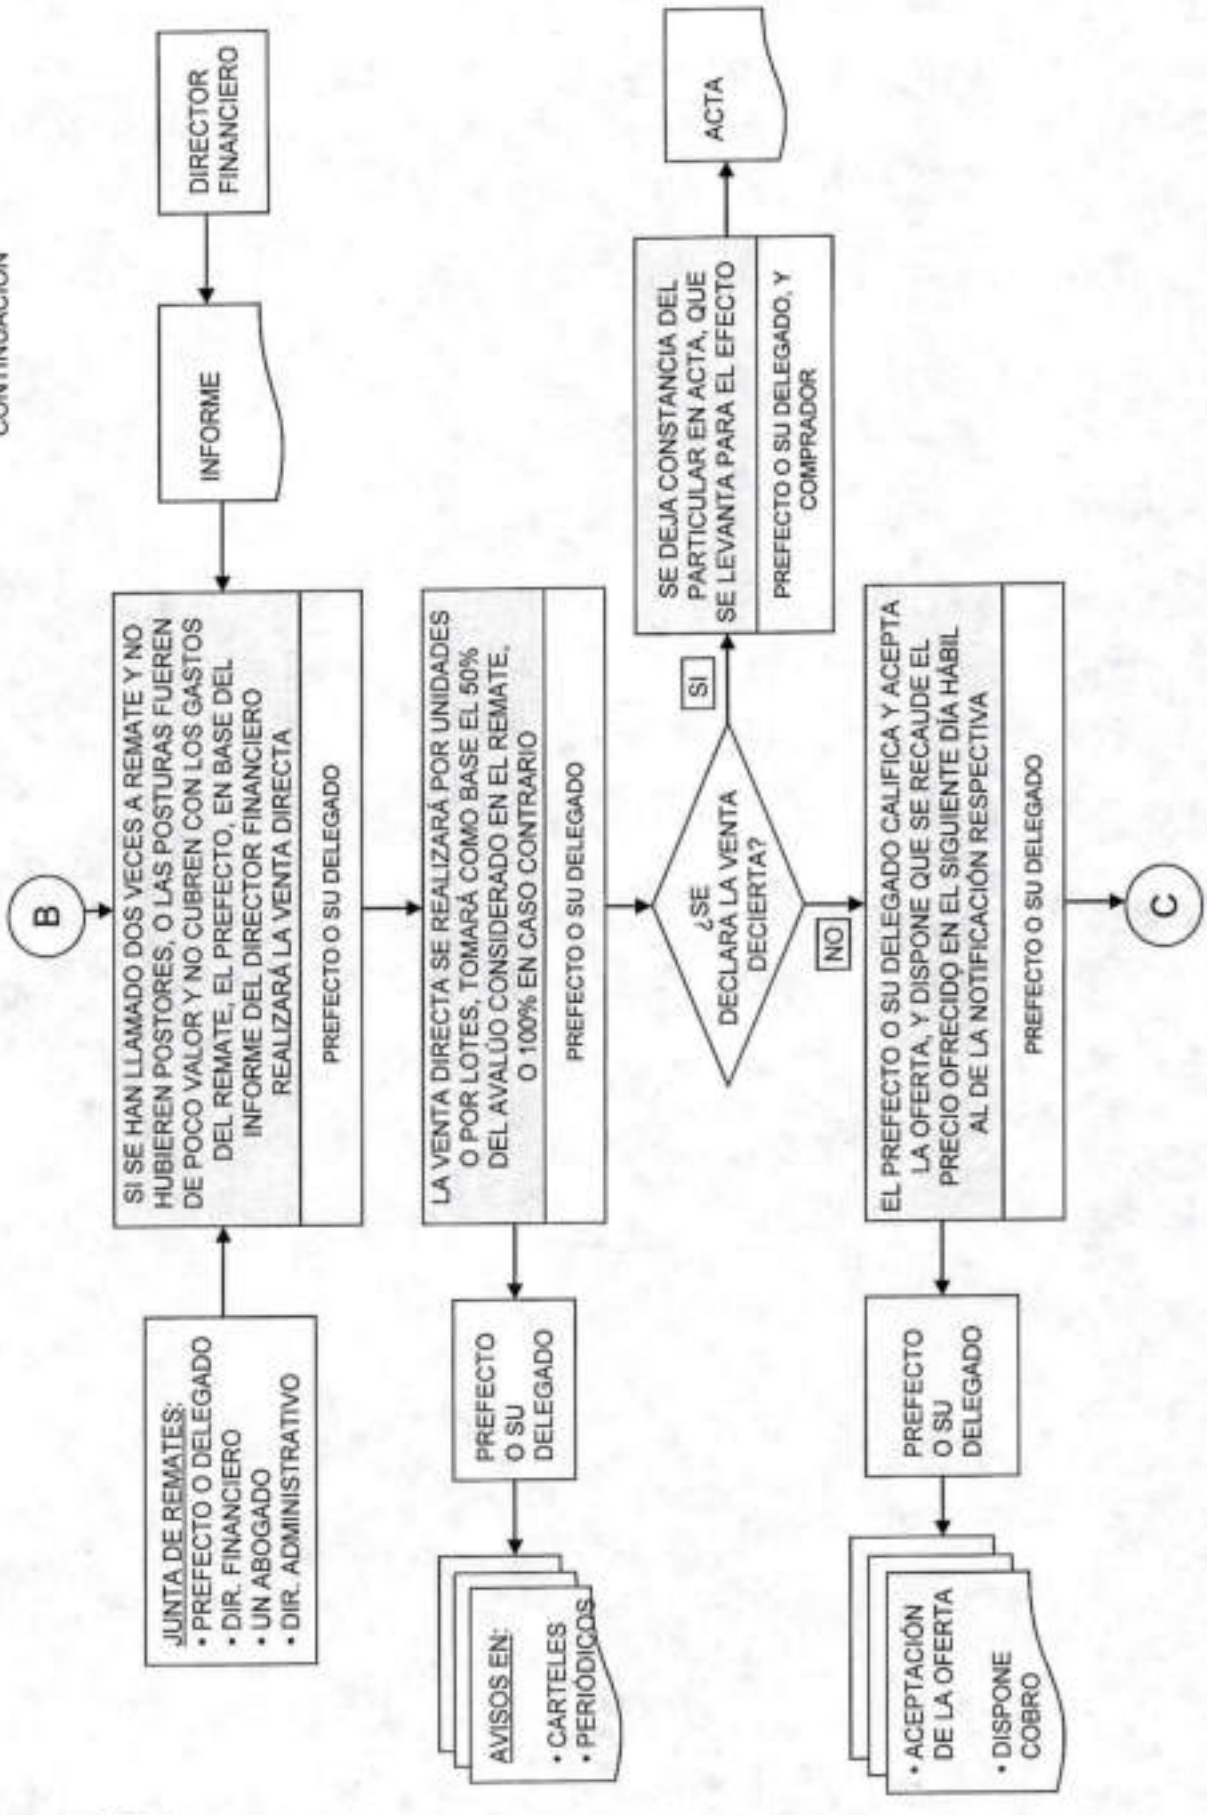 CONTINUACIÓN
B
JUNTA DE REMATES:
• PREFECTO O DELEGADO
• DIR. FINANCIERO
• UN ABOGADO
• DIR. ADMINISTRATIVO
SI SE HAN LLAMADO DOS VECES A REMATE Y NO
HUBIEREN POSTORES, O LAS POSTURAS FUEREN
DE POCO VALOR Y NO CUBREN CON LOS GASTOS
DEL REMATE, EL PREFECTO, EN BASE DEL
INFORME DEL DIRECTOR FINANCIERO
REALIZARÁ LA VENTA DIRECTA
PREFECTO O SU DELEGADO
INFORME
DIRECTOR
FINANCIERO
AVISOS EN:
• CARTELES
• PERIÓDICOS
PREFECTO
O SU
DELEGADO
LA VENTA DIRECTA SE REALIZARÁ POR UNIDADES
O POR LOTES, TOMARÁ COMO BASE EL 50%
DEL AVALÚO CONSIDERADO EN EL REMATE,
O 100% EN CASO CONTRARIO
PREFECTO O SU DELEGADO
¿SE
DECLARA LA VENTA
DECIERTA?
SI
SE DEJA CONSTANCIA DEL
PARTICULAR EN ACTA, QUE
SE LEVANTA PARA EL EFECTO
PREFECTO O SU DELEGADO, Y
COMPRADOR
ACTA
NO
• ACEPTACIÓN
DE LA OFERTA
• DISPONE
COBRO
PREFECTO
O SU
DELEGADO
EL PREFECTO O SU DELEGADO CALIFICA Y ACEPTA
LA OFERTA, Y DISPONE QUE SE RECAUDE EL
PRECIO OFRECIDO EN EL SIGUIENTE DÍA HÁBIL
AL DE LA NOTIFICACIÓN RESPECTIVA
PREFECTO O SU DELEGADO
C